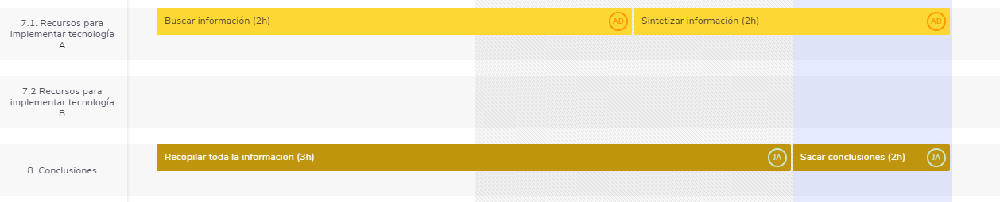 7.1. Recursos para
implementar tecnología
A
Buscar información (2h)
AD
Sintetizar información (2h)
AD
7.2 Recursos para
implementar tecnología
B
8. Conclusiones
Recopilar toda la informacion (3h)
JA
Sacar conclusiones (2h)
JA